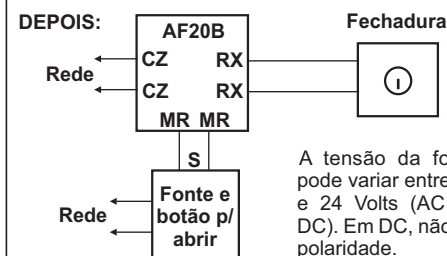 DEPOIS:
AF20B
Fechadura
CZ RX
Rede
CZ RX
MR MR
S
Fonte e
botão p/
abrir
Rede
A tensão da
pode variar entre
e 24 Volts (AC
DC). Em DC, não
polaridade.